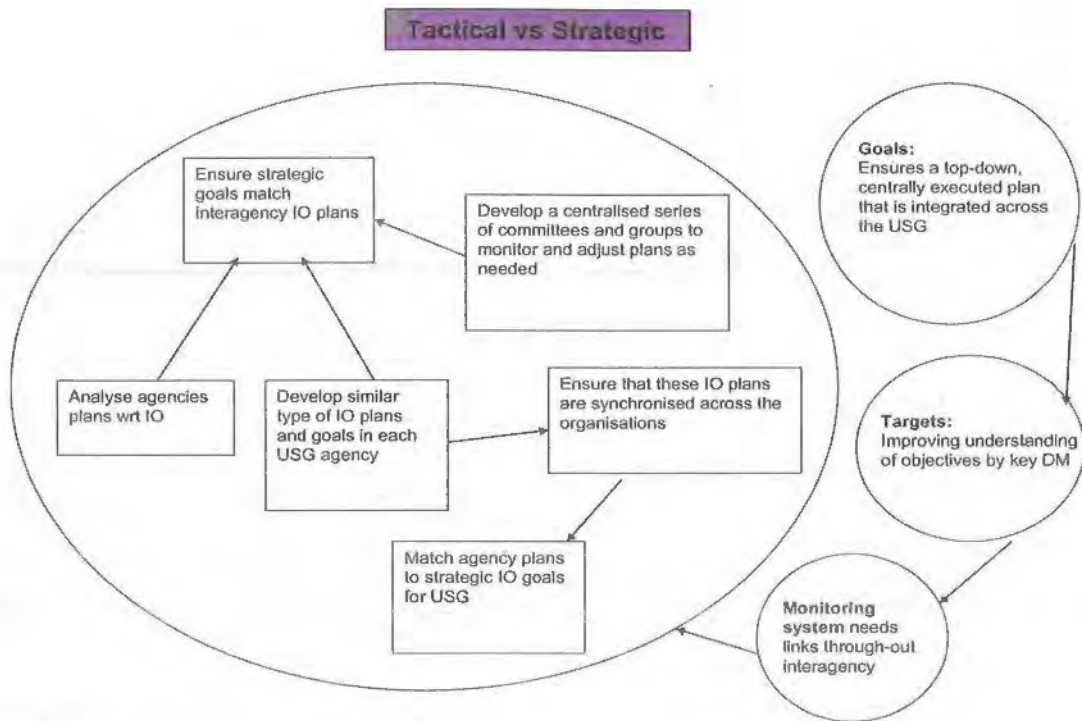 Tactical vs Strategic
Ensure strategic
goals match
interagency IO plans
Develop a centralised series
of committees and groups to
monitor and adjust plans as
needed
Analyse agencies
plans wrt IO
Develop similar
type of IO plans
and goals in each
USG agency
Ensure that these IO plans
are synchronised across the
organisations
Match agency plans
to strategic IO goals
for USG
Goals:
Ensures a top-down,
centrally executed plan
that is integrated across
the USG
Targets:
Improving understanding
of objectives by key DM
Monitoring
system needs
links through-out
interagency